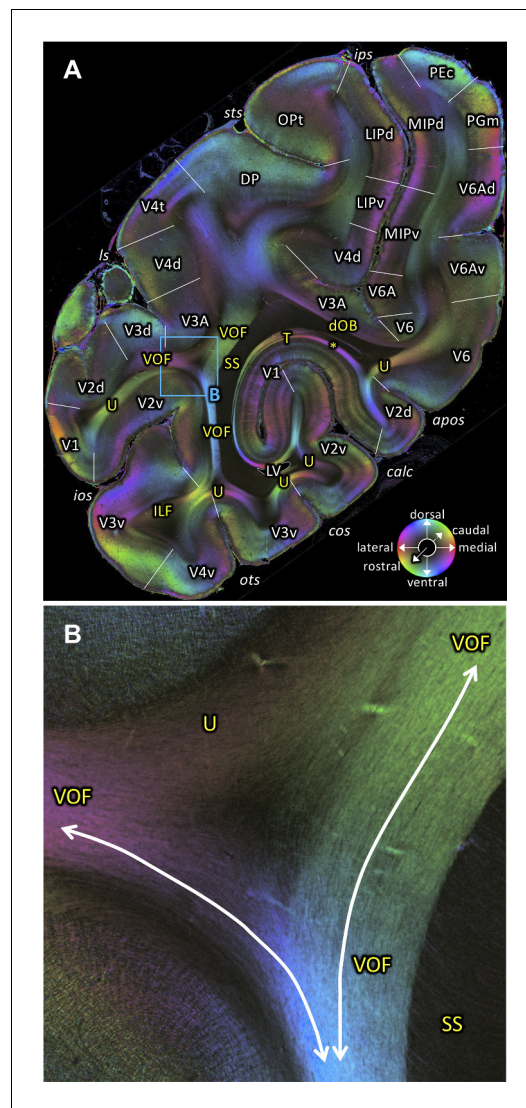 A
ips
PEc
sts
OPt
PGm
LIPd
MIPd
DP
V6Ad
V4t
LIPv
MIPv
ls
V4d
V4d
V6Av
V3A
V6A
V3d
V3A
VOF
dOB
V6
VOF
SS
T
*
V6
V2d
B
V1
U
U
V2v
VOF
V2d
apos
V1
V2v
LV
U
calc
ios
U
U
ILF
cos
V3v
V3v
V4v
ots
dorsal
caudal
lateral
medial
rostral
ventral
B
VOF
U
VOF
VOF
SS